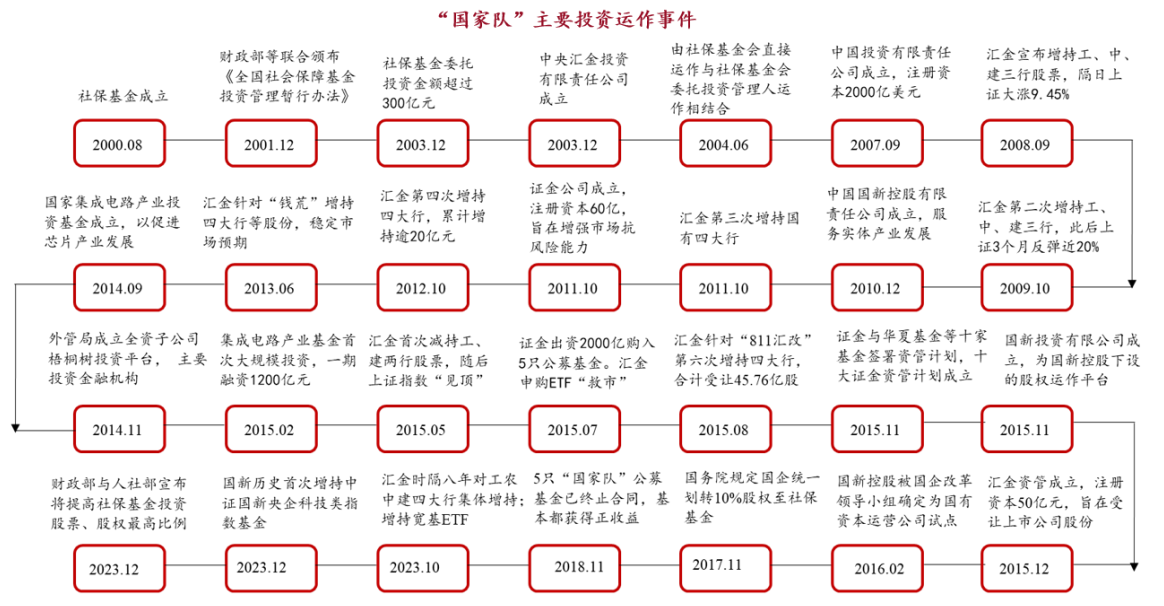 “国家队”主要投资运作事件
社保基金成立
2000.08
财政部等联合颁布
《全国社会保障基金
投资管理暂行办法》
2001.12
社保基金委托
投资金额超过
300亿元
2003.12
中央汇金投资
有限责任公司
成立
2003.12
由社保基金会直接
运作与社保基金会
委托投资管理人运
作相结合
2004.06
中国投资有限责任
公司成立，注册资
本2000亿美元
2007.09
汇金宣布增持工、中、
建三行股票，隔日上
证大涨9.45%
2008.09
国家集成电路产业投
资基金成立，以促进
芯片产业发展
2014.09
汇金针对“钱荒”增持
四大行等股份，稳定市
场预期
2013.06
汇金第四次增持
四大行，累计增
持逾20亿元
2012.10
证金公司成立，
注册资本60亿，
旨在增强市场抗
风险能力
2011.10
汇金第三次增持国
有四大行
2011.10
中国国新控股有限
责任公司成立，服
务实体产业发展
2010.12
汇金第二次增持工、
中、建三行，此后上
证3个月反弹近20%
2009.10
外管局成立全资子公司
梧桐树投资平台， 主要
投资金融机构
2014.11
集成电路产业基金首
次大规模投资，一期
融资1200亿元
2015.02
汇金首次减持工、
建两行股票，随后
上证指数“见顶”
2015.05
证金出资2000亿购入
5只公募基金。汇金
申购ETF“救市”
2015.07
汇金针对“811汇改”
第六次增持四大行，
合计受让45.76亿股
2015.08
证金与华夏基金等十家
基金签署资管计划，十
大证金资管计划成立
2015.11
国新投资有限公司成
立，为国新控股下设
的股权运作平台
2015.11
财政部与人社部宣布
将提高社保基金投资
股票、股权最高比例
2023.12
国新历史首次增持中
证国新央企科技类指
数基金
2023.12
汇金时隔八年对工农
中建四大行集体增持；
增持宽基ETF
2023.10
5只“国家队”公募
基金已终止合同，基
本都获得正收益
2018.11
国务院规定国企统一
划转10%股权至社保
基金
2017.11
国新控股被国企改革
领导小组确定为国有
资本运营公司试点
2016.02
汇金资管成立，注册
资本50亿元，旨在受
让上市公司股份
2015.12